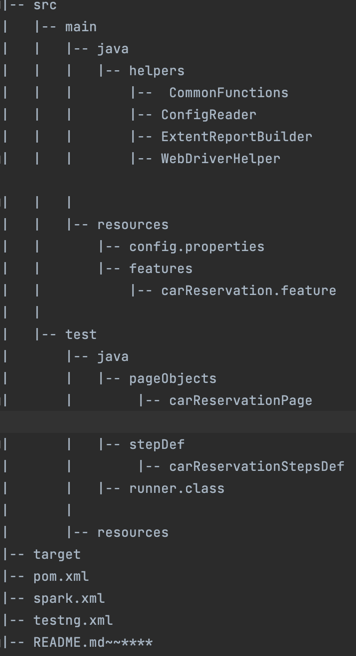 |-- src
|   |-- main
|   |   |-- java
|   |   |   |-- helpers
|   |   |       |--  CommonFunctions
|   |   |       |-- ConfigReader
|   |   |       |-- ExtentReportBuilder
|   |   |       |-- WebDriverHelper
|   |   |
|   |   |-- resources
|   |       |-- config.properties
|   |       |-- features
|   |           |-- carReservation.feature
|   |
|   |-- test
|       |-- java
|       |   |-- pageObjects
|       |        |-- carReservationPage
|       |   |-- stepDef
|       |        |-- carReservationStepsDef
|       |   |-- runner.class
|       |
|       |-- resources
|-- target
|-- pom.xml
|-- spark.xml
|-- testng.xml
|-- README.md~~****